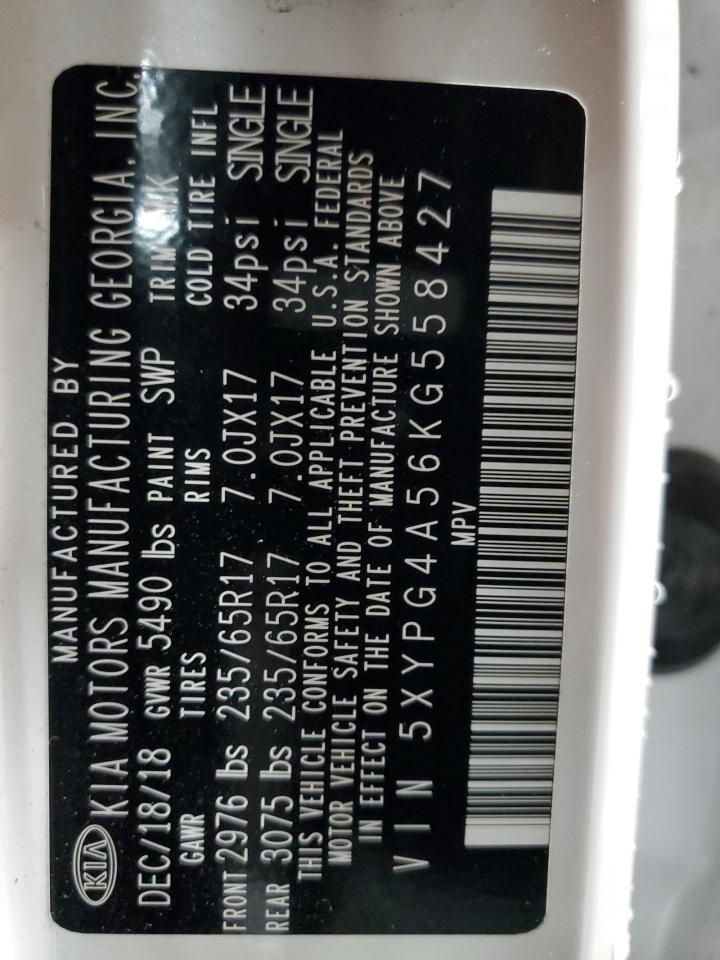 MANUFACTURED BY
KIA KIA MOTORS MANUFACTURING GEORGIA, INC.
DEC/18/18 GVWR 5490 lbs PAINT SWP TRIM WK
GAWR TIRES RIMS COLD TIRE INFL
FRONT 2976 lbs 235/65R17 7.0JX17 34psi SINGLE
REAR 3075 lbs 235/65R17 7.0JX17 34psi SINGLE
THIS VEHICLE CONFORMS TO ALL APPLICABLE U.S.A. FEDERAL
MOTOR VEHICLE SAFETY AND THEFT PREVENTION STANDARDS
IN EFFECT ON THE DATE OF MANUFACTURE SHOWN ABOVE
VIN 5XYPG4A56KG558427
MPV